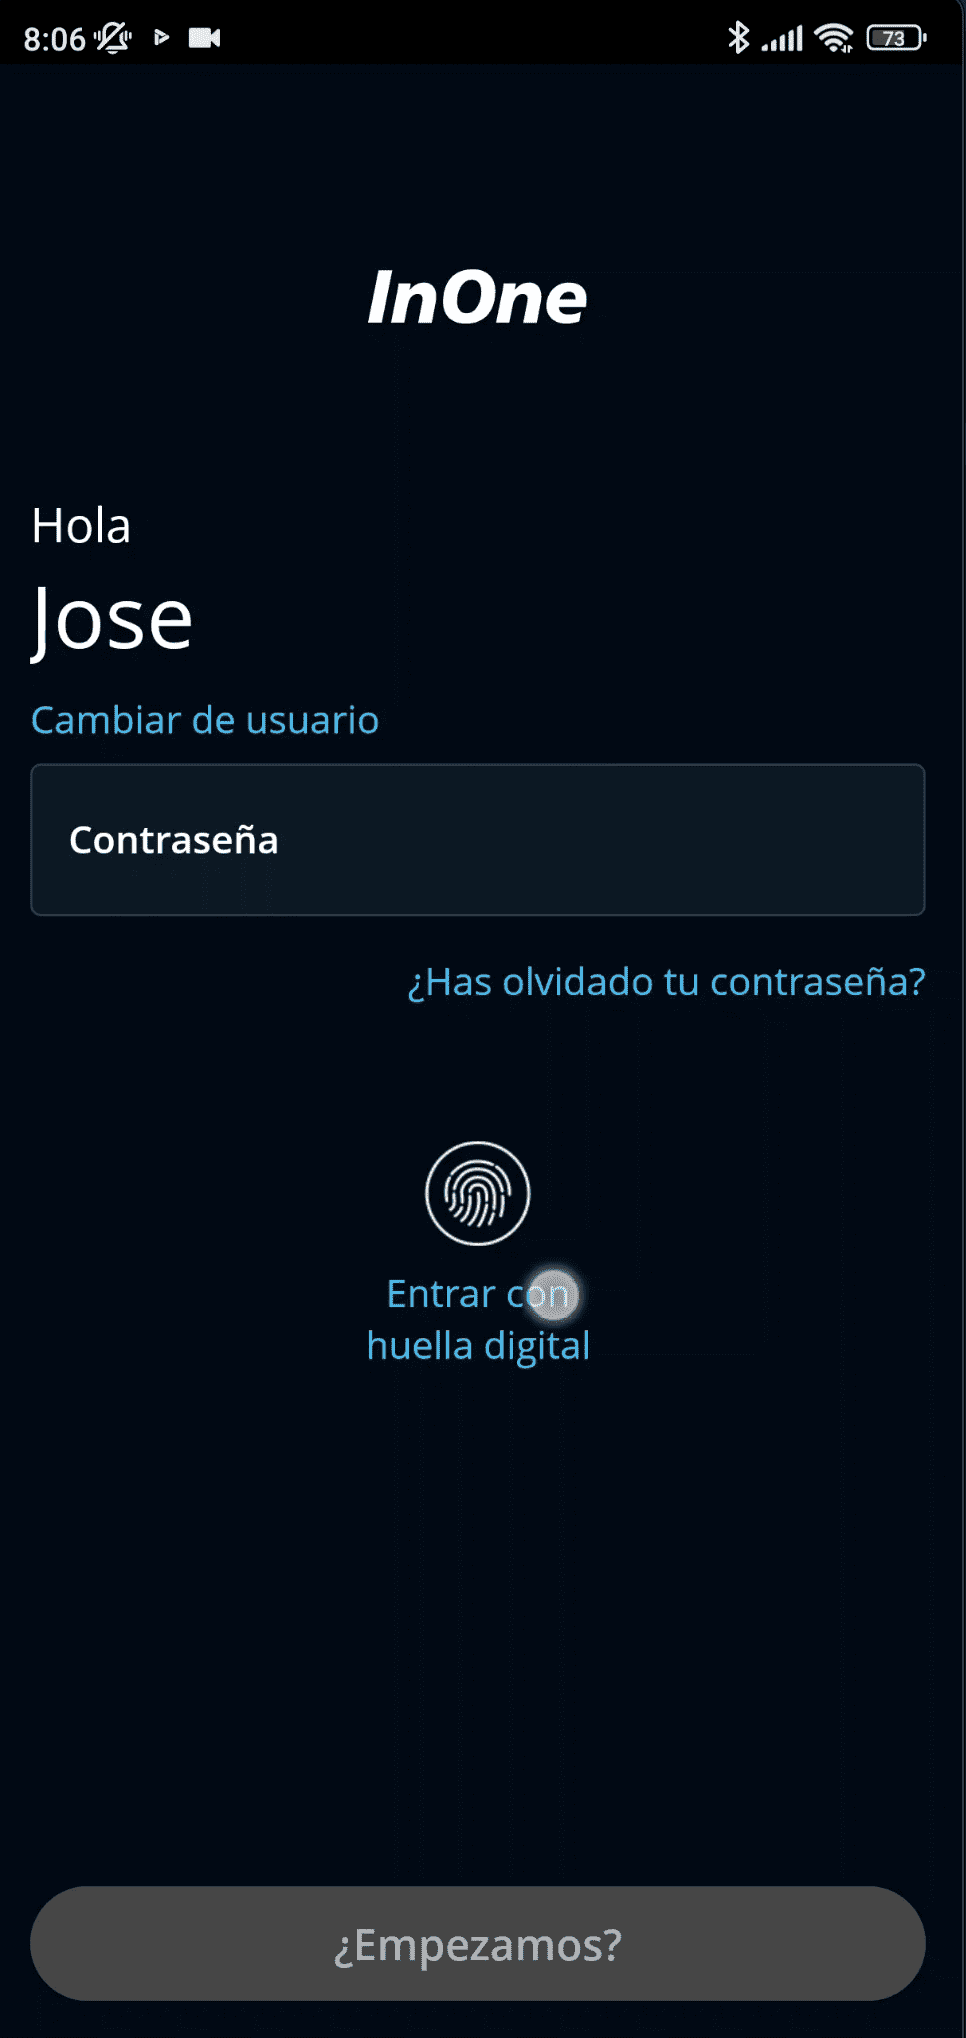 8:06
73
InOne
Hola
Jose
Cambiar de usuario
Contraseña
¿Has olvidado tu contraseña?
Entrar con
huella digital
¿Empezamos?